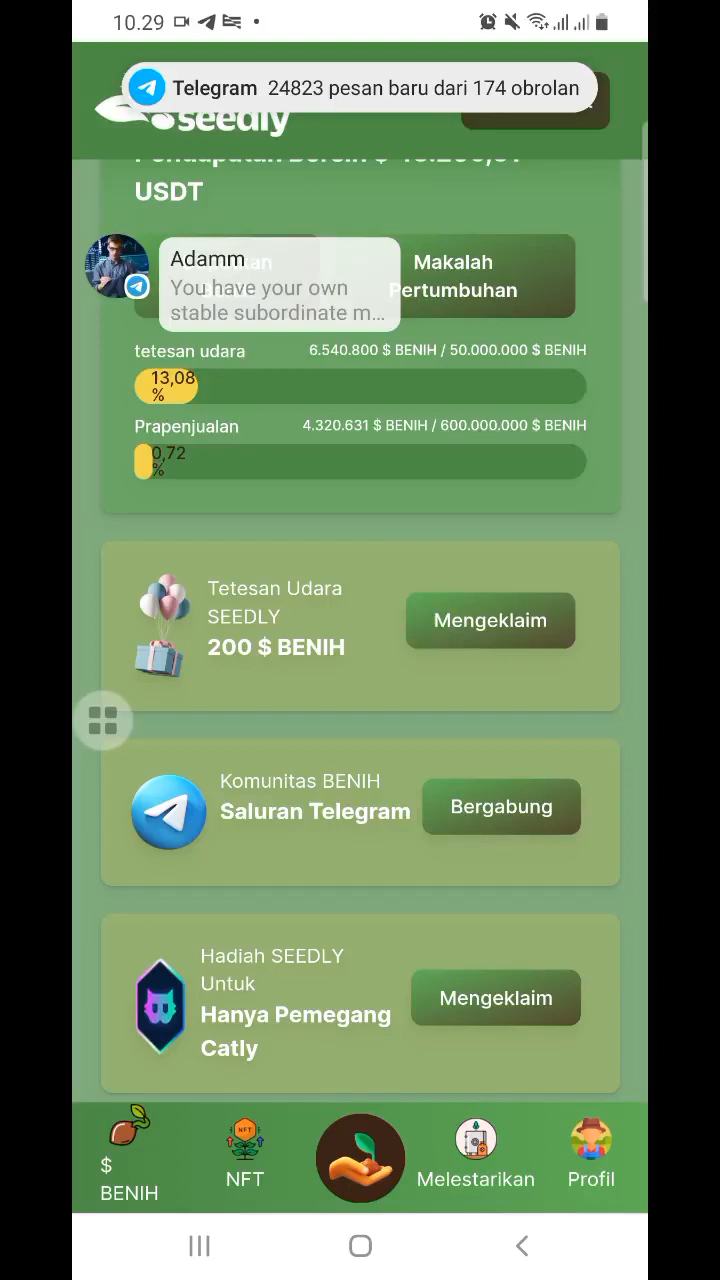 10.29
Telegram 24823 pesan baru dari 174 obrolan
seedly
USDT
Adamm
You have your own
stable subordinate m...
Makalah
Pertumbuhan
tetesan udara 6.540.800 $ BENIH / 50.000.000 $ BENIH
13,08
%
Prapenjualan 4.320.631 $ BENIH / 600.000.000 $ BENIH
0,72
%
Tetesan Udara
SEEDLY
200 $ BENIH
Mengeklaim
Komunitas BENIH
Saluran Telegram
Bergabung
Hadiah SEEDLY
Untuk
Hanya Pemegang
Catly
Mengeklaim
$
BENIH
NFT
NFT
Melestarikan
Profil